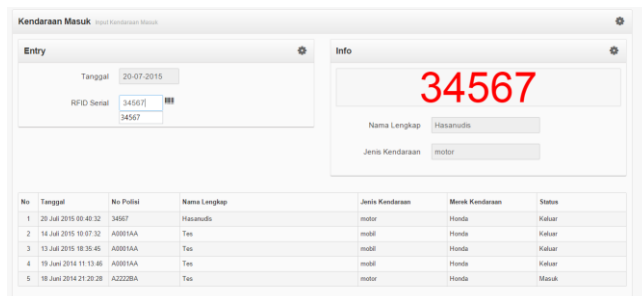 Kendaraan Masuk Input Kendaraan Masuk
Entry
Tanggal 20-07-2015
RFID Serial 34567
34567
Info
34567
Nama Lengkap Hasanudis
Jenis Kendaraan motor
No Tanggal No Polisi Nama Lengkap Jenis Kendaraan Merek Kendaraan Status
1 20 Juli 2015 00:40:32 34567 Hasanudis motor Honda Keluar
2 14 Juli 2015 10:07:32 A0001AA Tes mobil Honda Keluar
3 13 Juli 2015 18:35:45 A0001AA Tes mobil Honda Keluar
4 19 Juni 2014 11:13:46 A0001AA Tes mobil Honda Keluar
5 18 Juni 2014 21:20:28 A2222BA Tes motor Honda Masuk